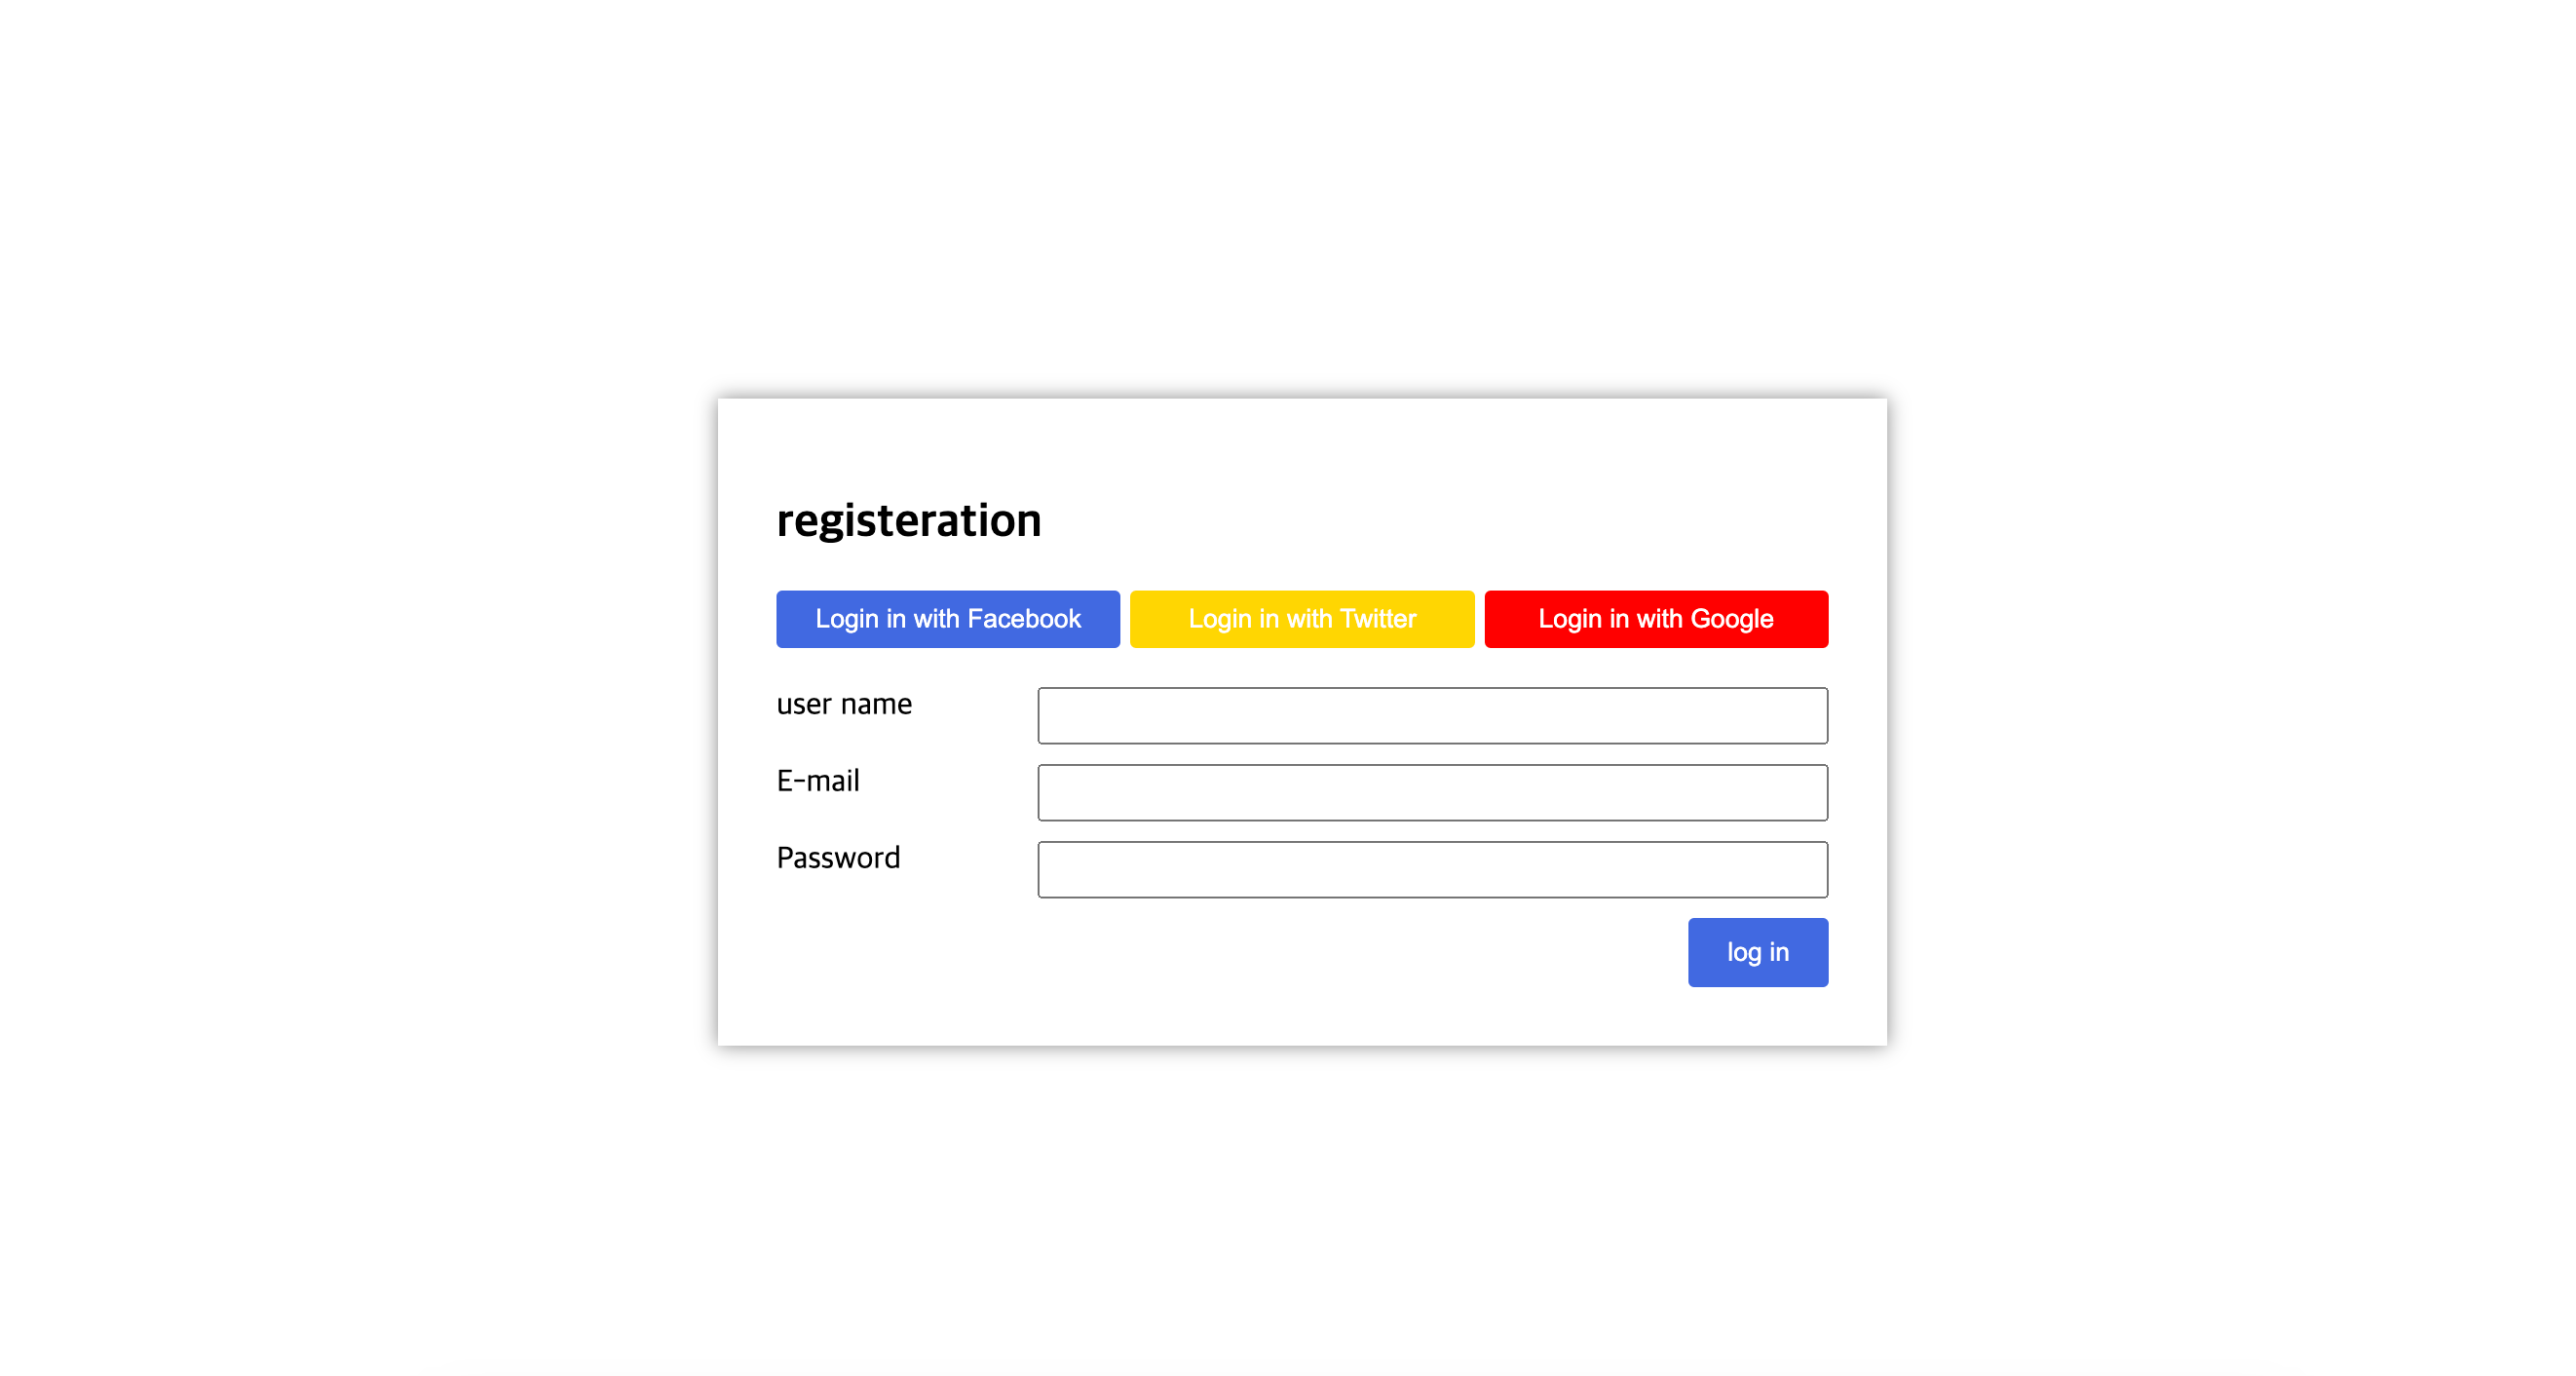 registeration
Login in with Facebook
Login in with Twitter
Login in with Google
user name
E-mail
Password
log in